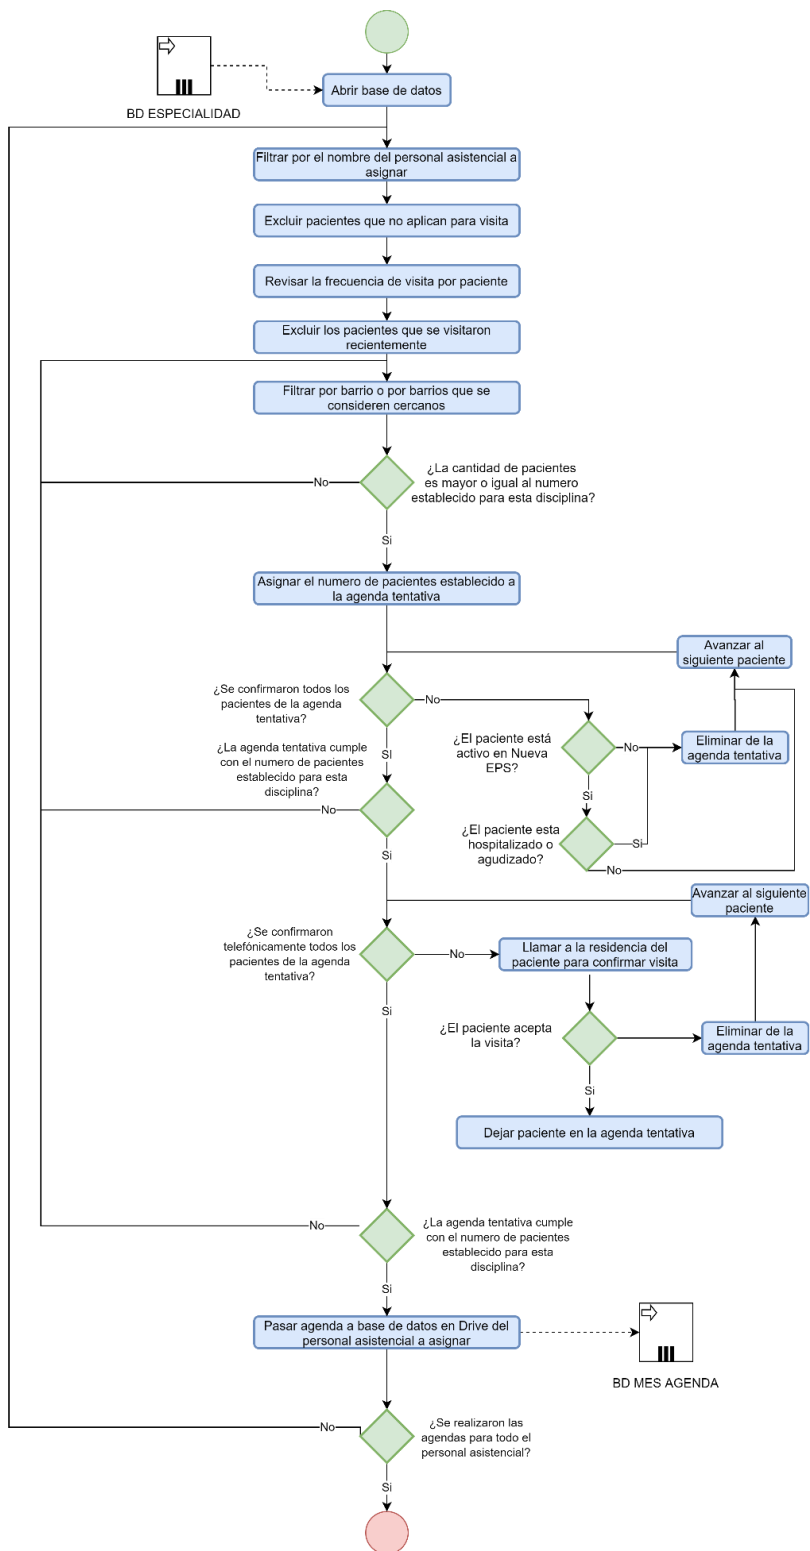 BD ESPECIALIDAD
Abrir base de datos
Filtrar por el nombre del personal asistencial a
asignar
Excluir pacientes que no aplican para visita
Revisar la frecuencia de visita por paciente
Excluir los pacientes que se visitaron
recientemente
Filtrar por barrio o por barrios que se
consideren cercanos
¿La cantidad de pacientes
es mayor o igual al numero
establecido para esta disciplina?
No
Si
Asignar el numero de pacientes establecido a
la agenda tentativa
Avanzar al
siguiente paciente
¿Se confirmaron todos los
pacientes de la agenda
tentativa?
No
SI
¿El paciente está
activo en Nueva
EPS?
No
Eliminar de la
agenda tentativa
Si
¿La agenda tentativa cumple
con el numero de pacientes
establecido para esta
disciplina?
No
Si
¿El paciente esta
hospitalizado o
agudizado?
Si
No
Avanzar al siguiente
paciente
¿Se confirmaron
telefónicamente todos los
pacientes de la agenda
tentativa?
No
Si
Llamar a la residencia del
paciente para confirmar visita
¿El paciente acepta
la visita?
Eliminar de la
agenda tentativa
Si
Dejar paciente en la agenda tentativa
No
¿La agenda tentativa cumple
con el numero de pacientes
establecido para esta
disciplina?
Si
Pasar agenda a base de datos en Drive del
personal asistencial a asignar
BD MES AGENDA
No
¿Se realizaron las
agendas para todo el
personal asistencial?
Si